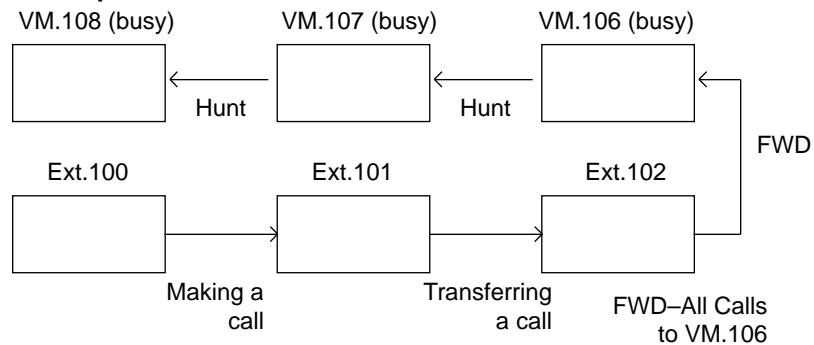 VM.108 (busy) VM.107 (busy) VM.106 (busy)
Hunt Hunt
FWD
Ext.100 Ext.101 Ext.102
Making a
call
Transferring
a call
FWD–All Calls
to VM.106